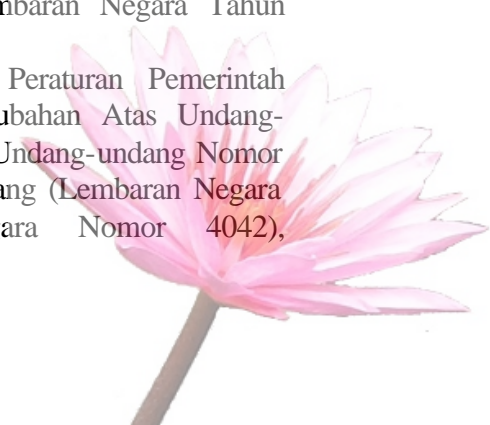 mbaran Negara Tahun
Peraturan Pemerintah
ubahan Atas Undang-
Undang-undang Nomor
ang (Lembaran Negara
ara Nomor 4042),